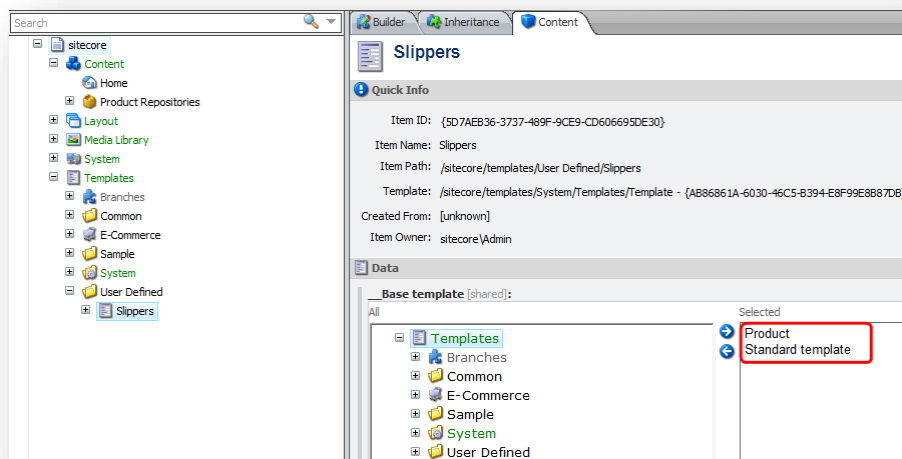 Search
sitecore
Content
Home
Product Repositories
Layout
Media Library
System
Templates
Branches
Common
E-Commerce
Sample
System
User Defined
Slippers
Builder
Inheritance
Content
Slippers
Quick Info
Item ID: {5D7AEB36-3737-489F-9CE9-CD606695DE30}
Item Name: Slippers
Item Path: /sitecore/templates/User Defined/Slippers
Template: /sitecore/templates/System/Templates/Template - {AB86861A-6030-46C5-B394-E8F99E8B87DB
Created From: [unknown]
Item Owner: sitecore\Admin
Data
__Base template [shared]:
All
Selected
Templates
Branches
Common
E-Commerce
Sample
System
User Defined
Product
Standard template